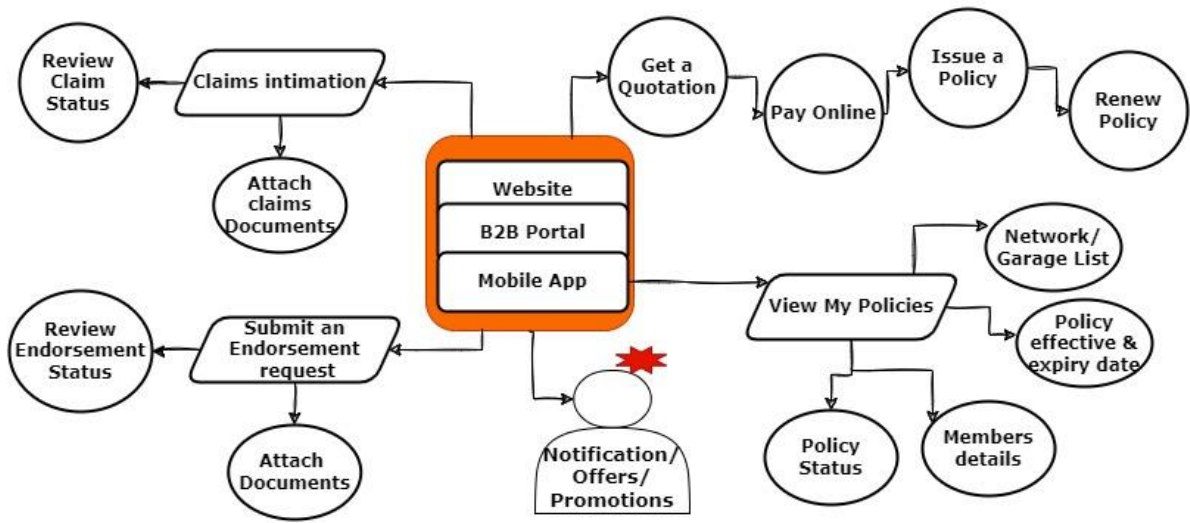 Review
Claim
Status
Claims intimation
Attach
claims
Documents
Get a
Quotation
Pay Online
Issue a
Policy
Renew
Policy
Website
B2B Portal
Mobile App
Network/
Garage List
View My Policies
Policy
effective &
expiry date
Policy
Status
Members
details
Review
Endorsement
Status
Submit an
Endorsement
request
Attach
Documents
Notification/
Offers/
Promotions